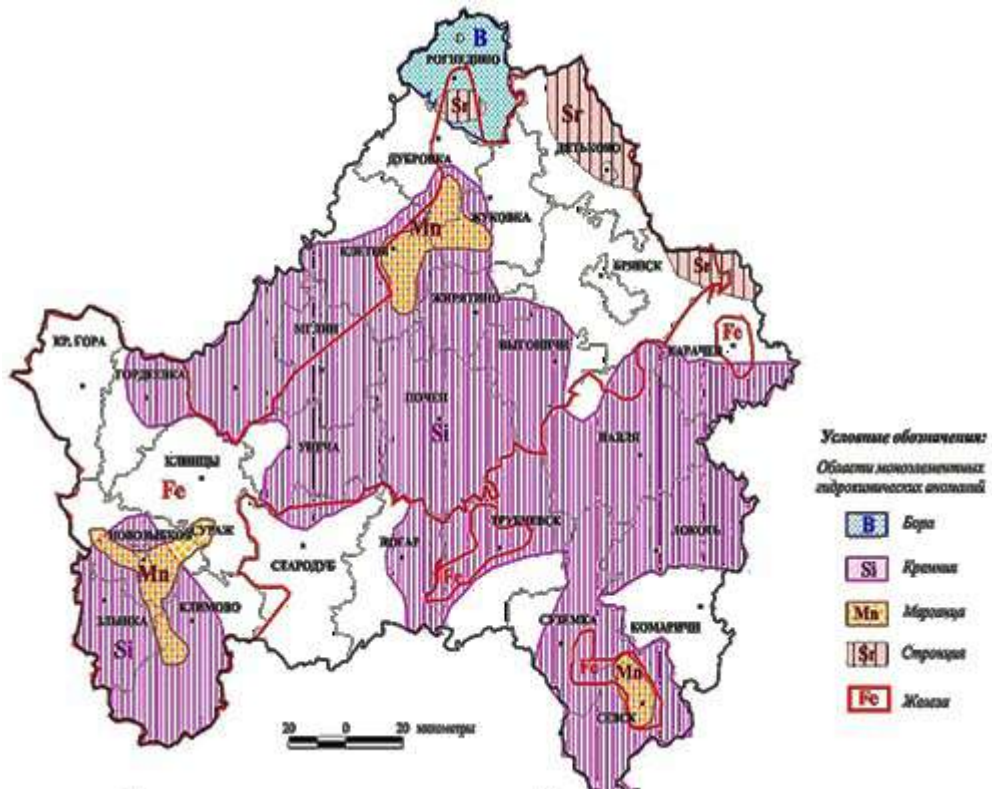 В
РОГНЕДИНО
Sr
Sr
ДЯТЬКОВО
ДУБРОВКА
Mn
ЖУКОВКА
КЛЕТНЯ
БРЯНСК
Sr
ЖИРЯТИНО
МГЛИН
ВЫГОНИЧИ
Fe
КАРАЧЕВ
КР. ГОРА
ГОРДЕЕВКА
ПОЧЕП
Si
УНЕЧА
НАВЛЯ
КЛИНЦЫ
Fe
НОВОЗЫБКОВ
СУРАЖ
ТРУБЧЕВСК
ЛОКОТЬ
ПОГАР
СТАРОДУБ
Mn
Fe
ЗЛЫНКА
КЛИМОВО
Si
СУЗЕМКА
КОМАРИЧИ
Fe
Mn
СЕВСК
20 0 20 километры
Условные обозначения:
Области моноэлементных
гидрохимических аномалий
В Бора
Si Кремния
Mn Марганца
Sr Стронция
Fe Железа